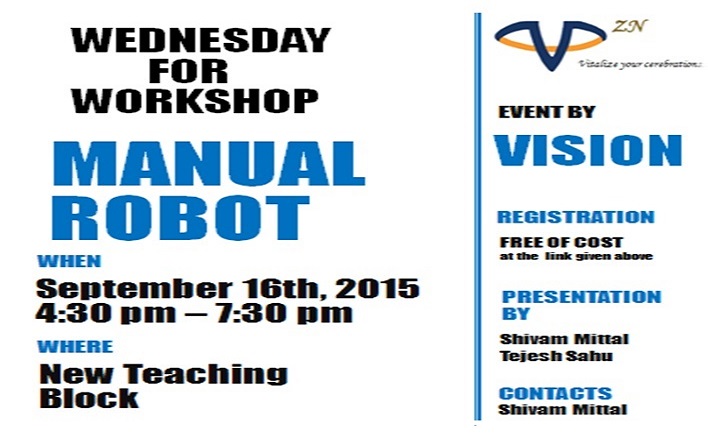 WEDNESDAY
FOR
WORKSHOP
MANUAL
ROBOT
WHEN
September 16th, 2015
4:30 pm – 7:30 pm
WHERE
New Teaching
Block
ZN
Vitalize your cerebrations
EVENT BY
VISION
REGISTRATION
FREE OF COST
at the link given above
PRESENTATION
BY
Shivam Mittal
Tejesh Sahu
CONTACTS
Shivam Mittal